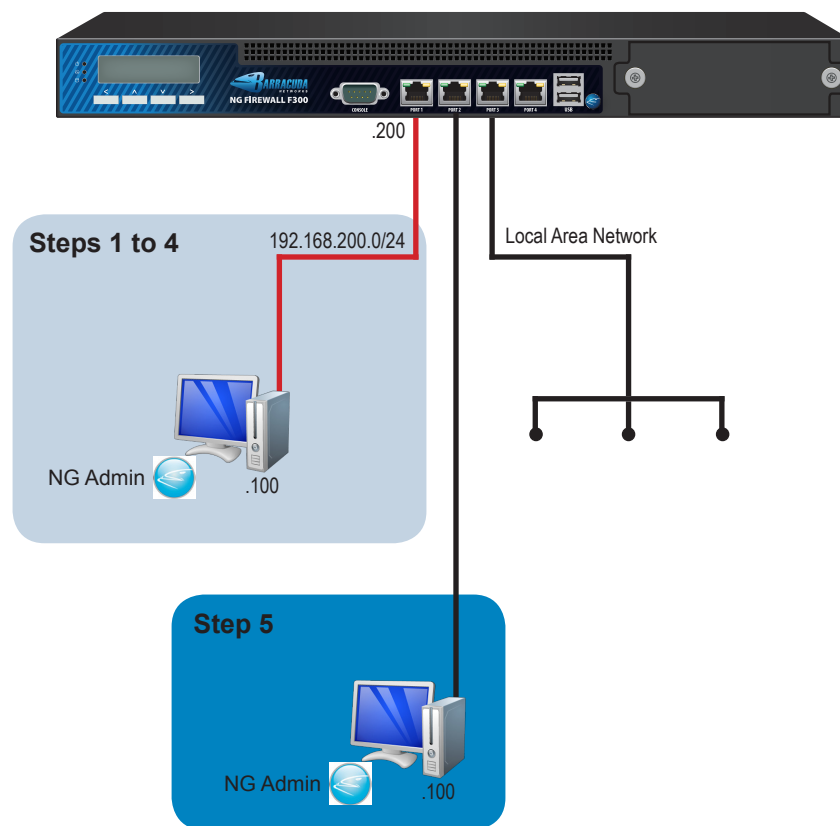 BARRACUDA
NETWORKS
NG FIREWALL F300
CONSOLE
PORT 1
PORT 2
PORT 3
PORT 4
USB
.200
Steps 1 to 4
192.168.200.0/24
Local Area Network
NG Admin
.100
Step 5
NG Admin
.100